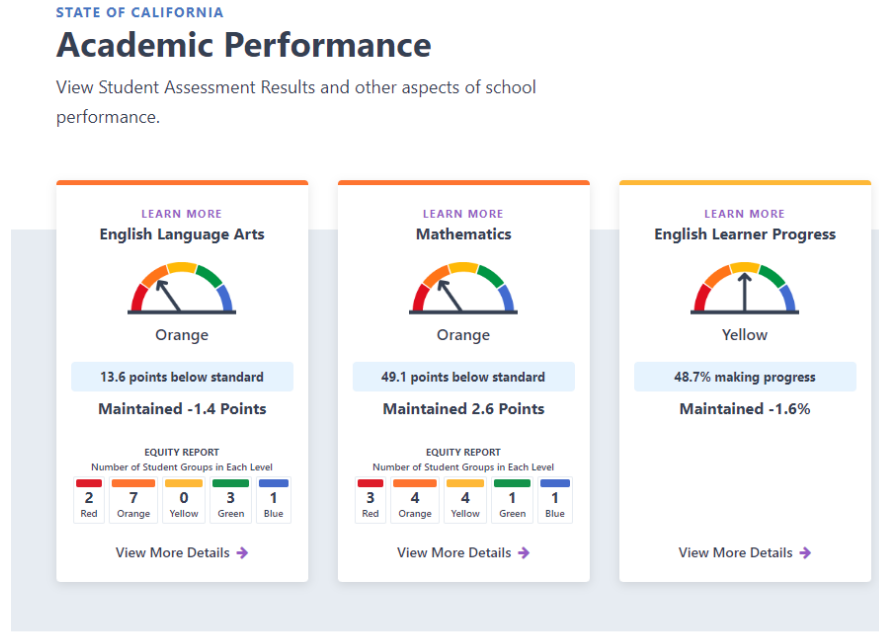 STATE OF CALIFORNIA
Academic Performance
View Student Assessment Results and other aspects of school
performance.
LEARN MORE
English Language Arts
Orange
13.6 points below standard
Maintained -1.4 Points
EQUITY REPORT
Number of Student Groups in Each Level
2 7 0 3 1
Red Orange Yellow Green Blue
View More Details
LEARN MORE
Mathematics
Orange
49.1 points below standard
Maintained 2.6 Points
EQUITY REPORT
Number of Student Groups in Each Level
3 4 4 1 1
Red Orange Yellow Green Blue
View More Details
LEARN MORE
English Learner Progress
Yellow
48.7% making progress
Maintained -1.6%
View More Details